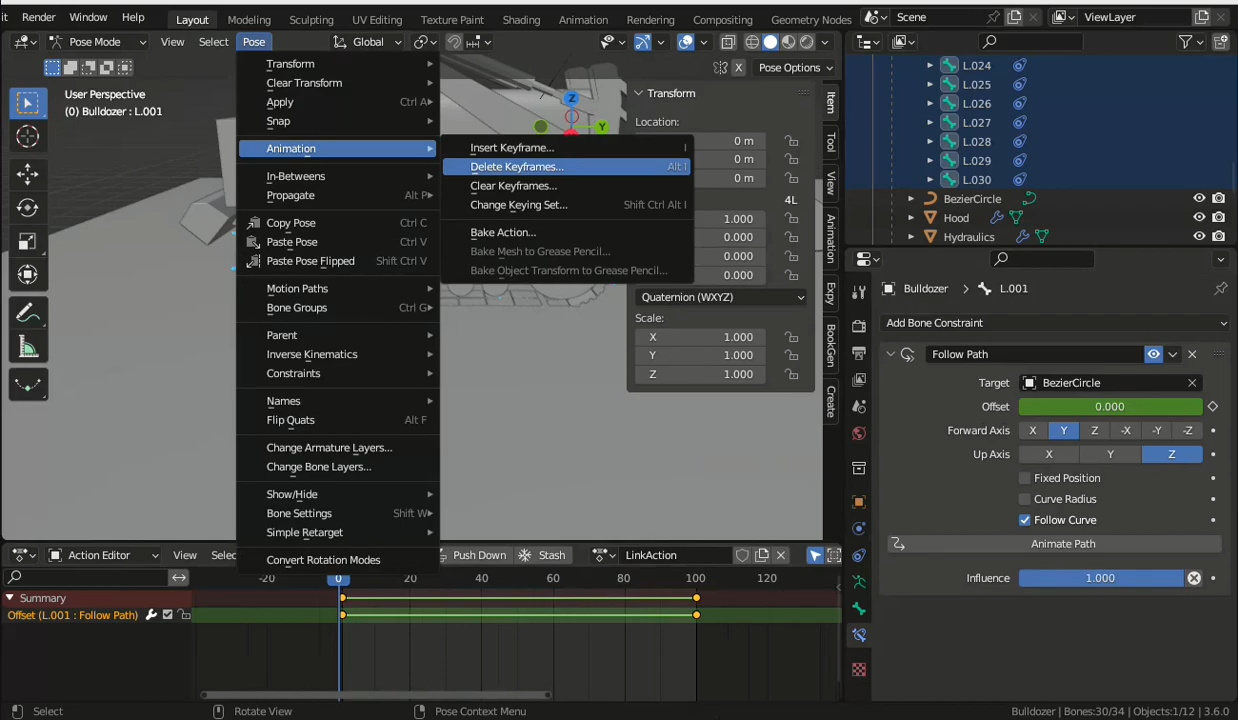 it Render Window Help Layout Modeling Sculpting UV Editing Texture Paint Shading Animation Rendering Compositing Geometry Nodes Scene ViewLayer
Pose Mode View Select Pose Global
X Pose Options
User Perspective
(0) Bulldozer : L.001
Transform
Clear Transform
Apply Ctrl A
Snap
Animation
In-Betweens
Propagate Alt P
Copy Pose Ctrl C
Paste Pose Ctrl V
Paste Pose Flipped Shift Ctrl V
Motion Paths
Bone Groups Ctrl G
Parent
Inverse Kinematics
Constraints
Names
Flip Quats Alt F
Change Armature Layers...
Change Bone Layers...
Show/Hide
Bone Settings Shift W
Simple Retarget
Convert Rotation Modes
Insert Keyframe... I
Delete Keyframes... Alt I
Clear Keyframes...
Change Keying Set... Shift Ctrl Alt I
Bake Action...
Bake Mesh to Grease Pencil...
Bake Object Transform to Grease Pencil...
Z
Y
Transform
Location:
0 m
0 m
0 m
4L
1.000
0.000
0.000
0.000
Quaternion (WXYZ)
Scale:
X 1.000
Y 1.000
Z 1.000
Item
Tool
View
Animation
Expy
BookGen
Create
L.024
L.025
L.026
L.027
L.028
L.029
L.030
BezierCircle
Hood
Hydraulics
Bulldozer > L.001
Add Bone Constraint
Follow Path
Target BezierCircle
Offset 0.000
Forward Axis X Y Z -X -Y -Z
Up Axis X Y Z
Fixed Position
Curve Radius
Follow Curve
Animate Path
Influence 1.000
Action Editor View Selec Push Down Stash LinkAction
-20 0 20 40 60 80 100 120
Summary
Offset (L.001 : Follow Path)
Select Rotate View Pose Context Menu Bulldozer | Bones:30/34 | Objects:1/12 | 3.6.0